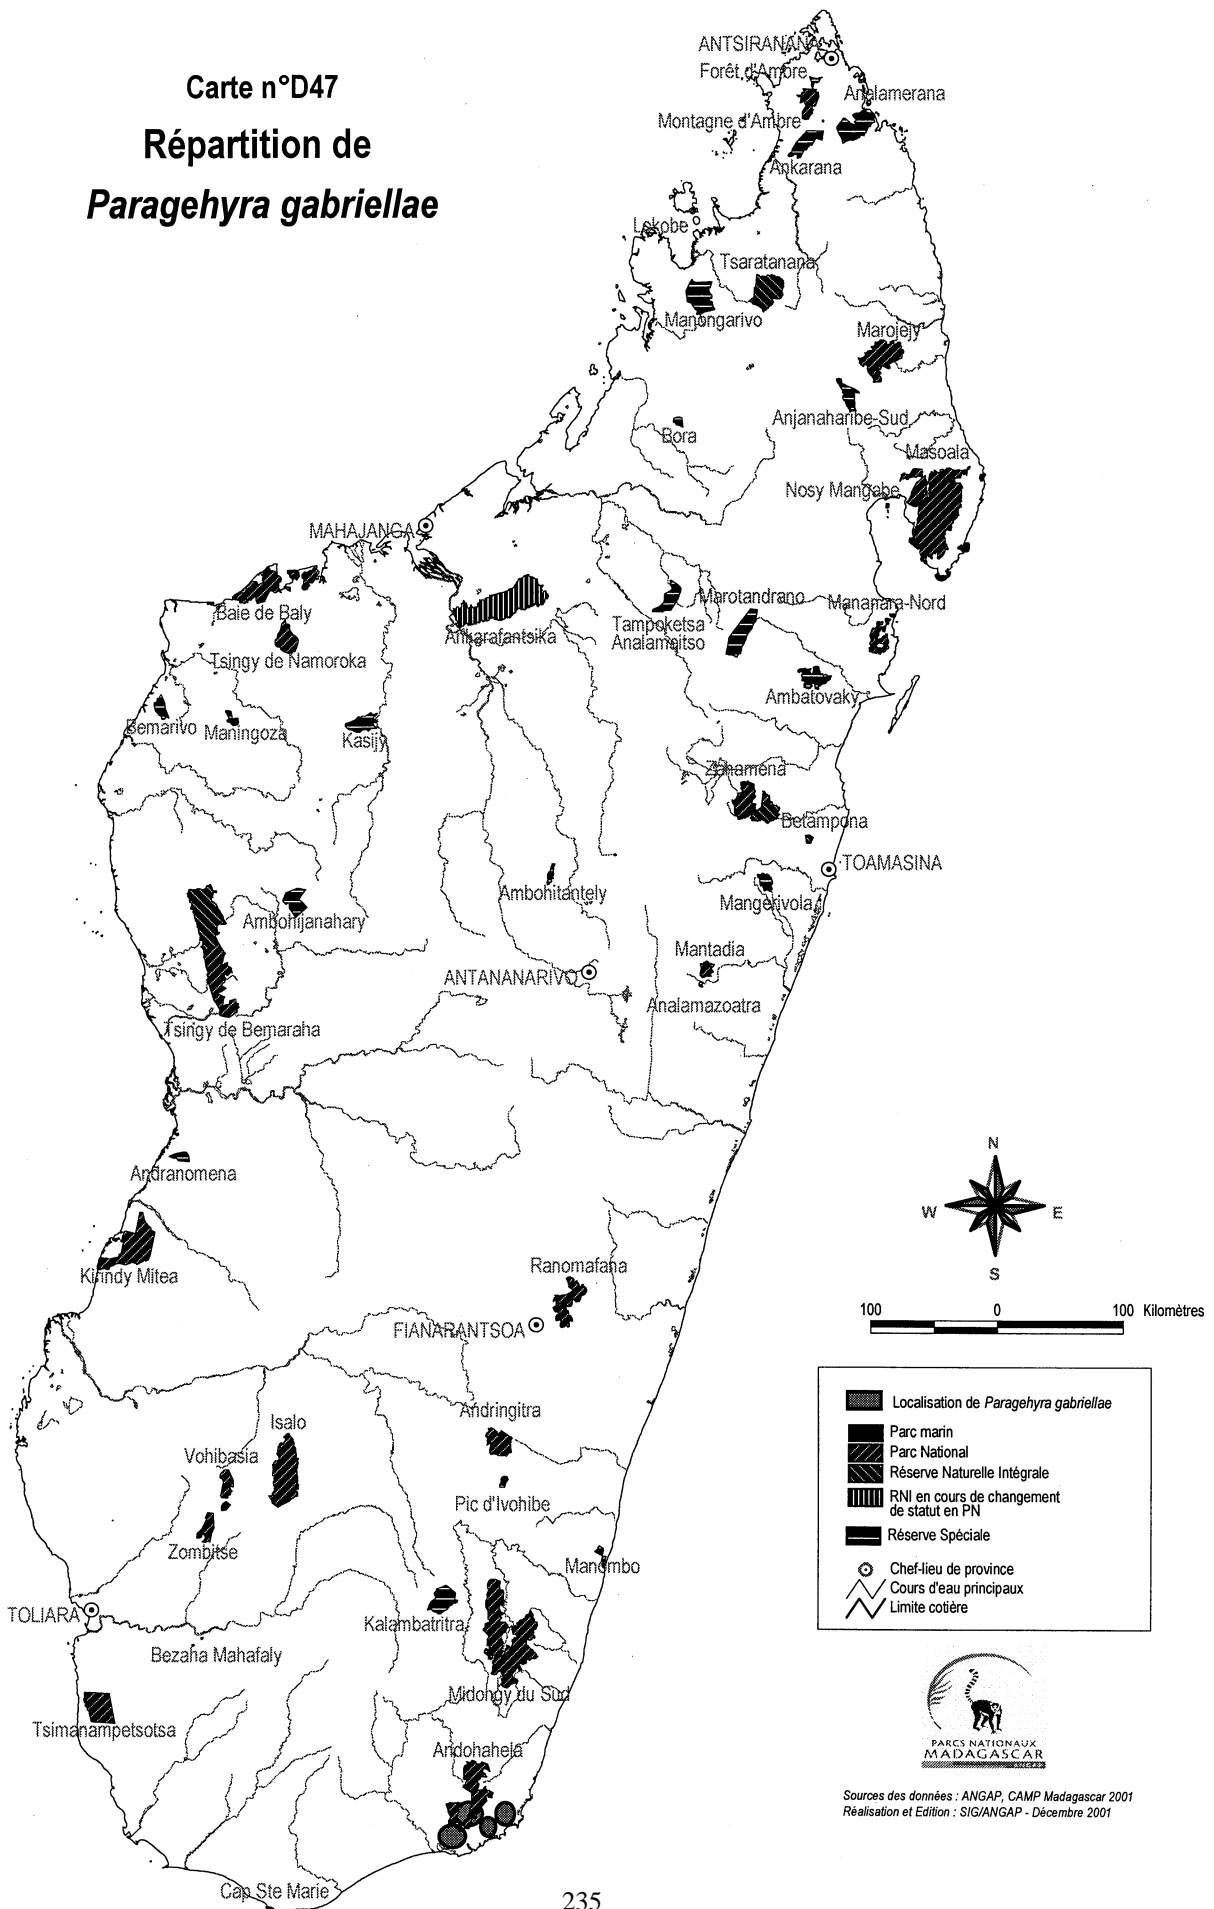 Carte n°D47
Répartition de
Paragehyra gabriellae
ANTSIRANANA
Forêt d'Ambre
Analamerana
Montagne d'Ambre
Ankarana
Lokobe
Tsaratanana
Manongarivo
Marojejy
Anjanaharibe-Sud
Bora
Masoala
Nosy Mangabe
MAHAJANGA
Baie de Baly
Ankarafantsika
Tampoketsa
Analamaitso
Marotandrano
Mananara-Nord
Tsingy de Namoroka
Ambatovaky
Bemarivo
Maningoza
Kasijy
Zahamena
Betampona
TOAMASINA
Ambohitantely
Mangerivola
Ambohijanahary
Mantadia
ANTANANARIVO
Analamazoatra
Tsingy de Bemaraha
Andranomena
Kirindy Mitea
Ranomafana
FIANARANTSOA
Andringitra
Isalo
Vohibasia
Pic d'Ivohibe
Zombitse
Manombo
TOLIARA
Kalambatritra
Bezaha Mahafaly
Midongy du Sud
Tsimanampetsotsa
Andohahela
Cap Ste Marie
N
W
E
S
100 0 100 Kilomètres
Localisation de Paragehyra gabriellae
Parc marin
Parc National
Réserve Naturelle Intégrale
RNI en cours de changement
de statut en PN
Réserve Spéciale
Chef-lieu de province
Cours d'eau principaux
Limite cotière
PARCS NATIONAUX
MADAGASCAR
Sources des données : ANGAP, CAMP Madagascar 2001
Réalisation et Edition : SIG/ANGAP - Décembre 2001
235